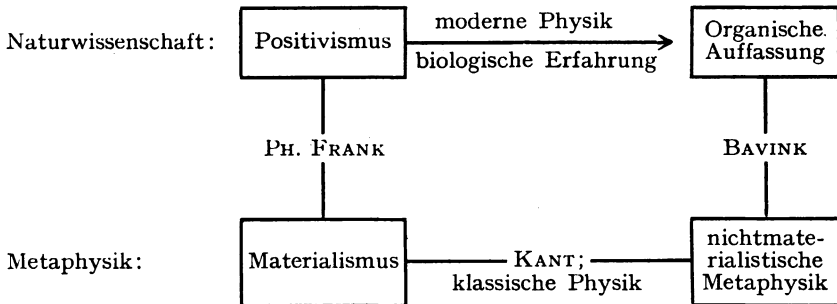 Naturwissenschaft: Positivismus moderne Physik Organische
biologische Erfahrung Auffassung
PH. FRANK BAVINK
Metaphysik: Materialismus KANT; nichtmate-
klassische Physik rialistische
Metaphysik